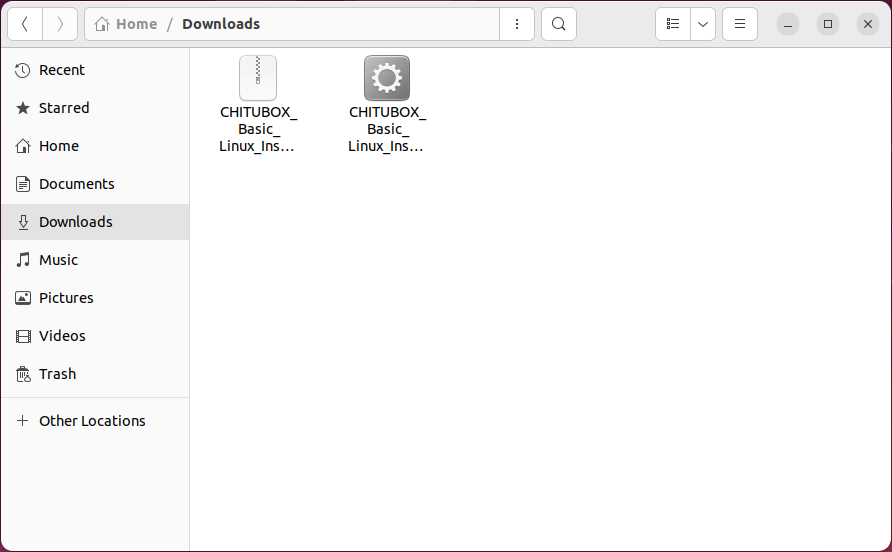 Home / Downloads
Recent
Starred
Home
Documents
Downloads
Music
Pictures
Videos
Trash
Other Locations
CHITUBOX_
Basic_
Linux_Ins...
CHITUBOX_
Basic_
Linux_Ins...